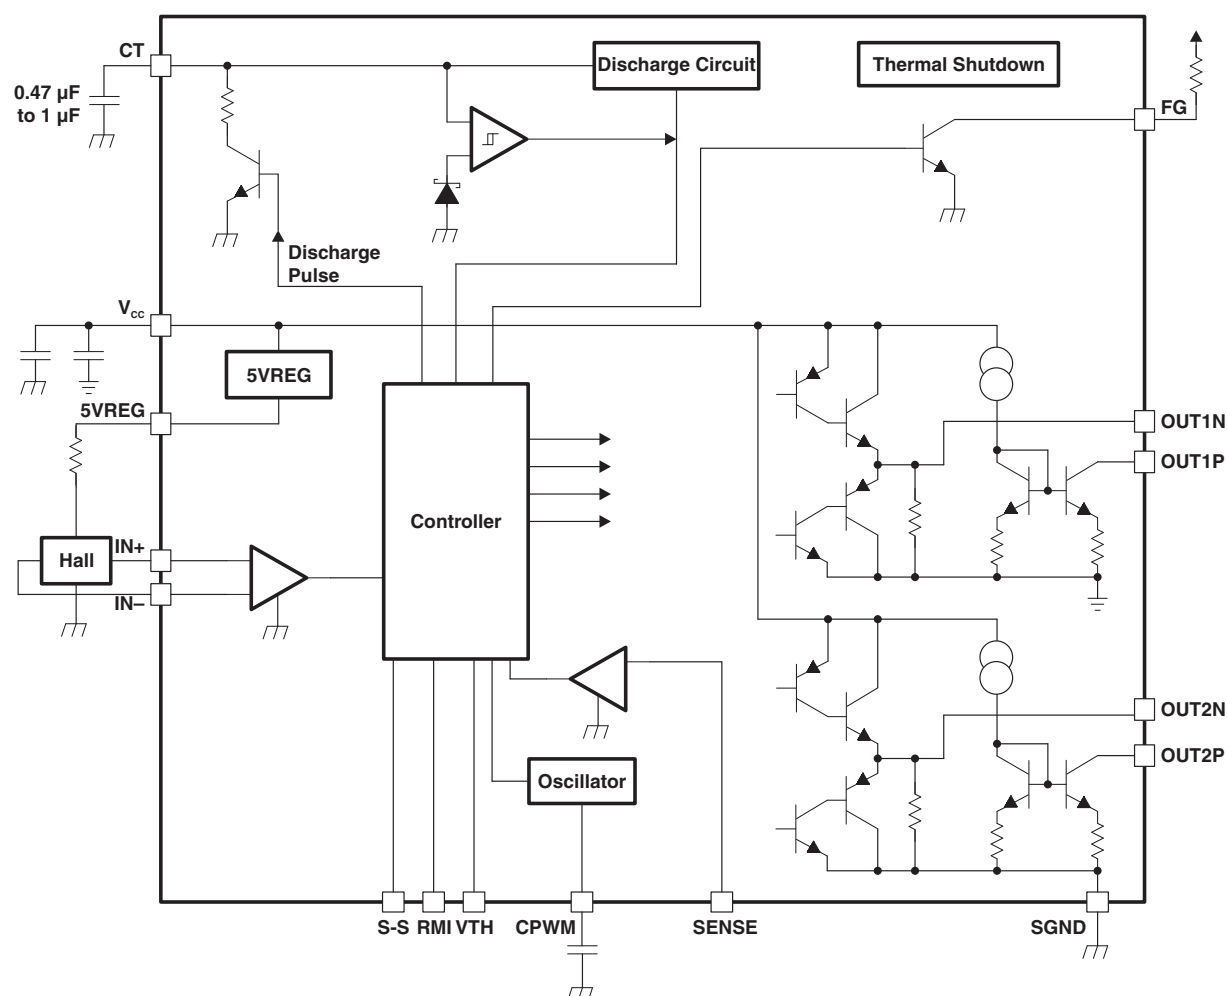 CT
Discharge Circuit
Thermal Shutdown
0.47 µF
to 1 µF
FG
Discharge
Pulse
VCC
5VREG
5VREG
OUT1N
OUT1P
Controller
IN+
Hall
IN–
OUT2N
OUT2P
Oscillator
S-S
RMI
VTH
CPWM
SENSE
SGND